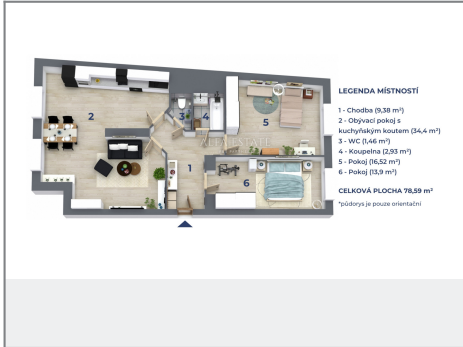 LEGENDA MÍSTNOSTÍ
1 - Chodba (9,38 m²)
2 - Obývací pokoj s
kuchyňským koutem (34,4 m²)
3 - WC (1,46 m²)
4 - Koupelna (2,93 m²)
5 - Pokoj (16,52 m²)
6 - Pokoj (13,9 m²)
CELKOVÁ PLOCHA 78,59 m²
*půdorys je pouze orientační
2
3
4
5
1
6